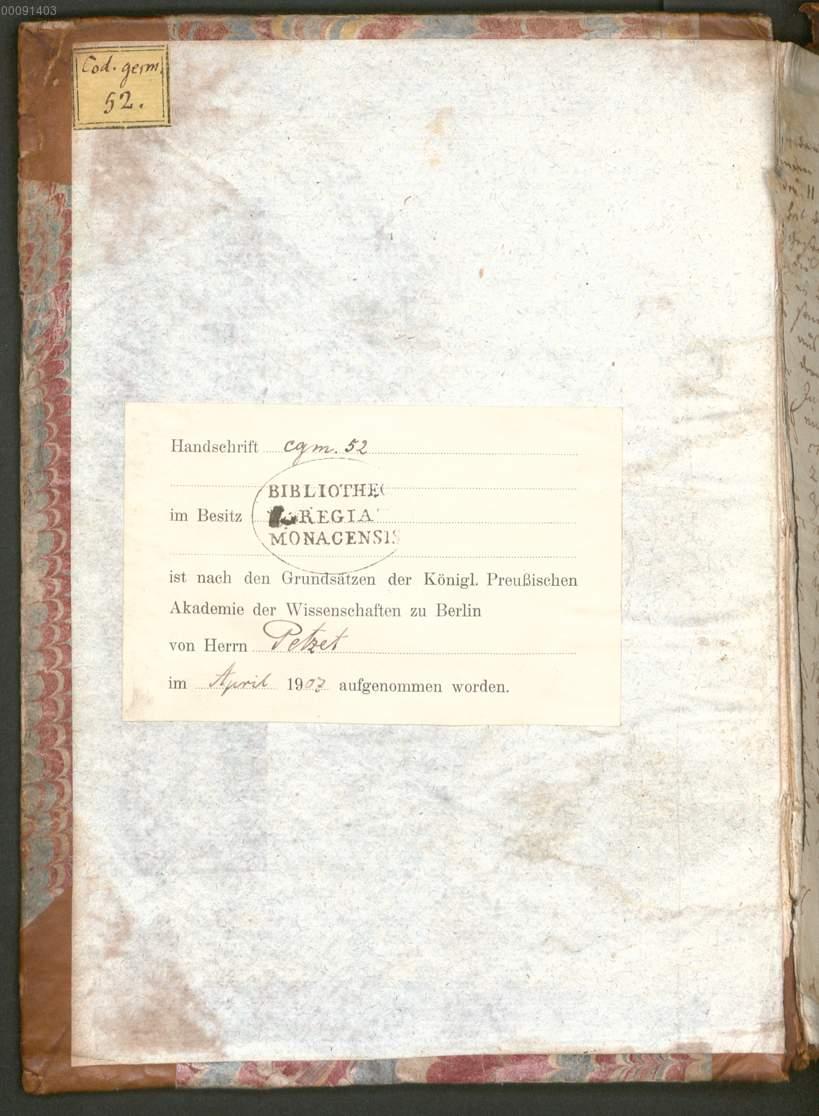 00091403
Cod. germ.
52.
Handschrift cgm. 52
BIBLIOTHEC
im Besitz REGIA
MONACENSIS
ist nach den Grundsätzen der Königl. Preußischen
Akademie der Wissenschaften zu Berlin
von Herrn Petzet
im April 1903 aufgenommen worden.